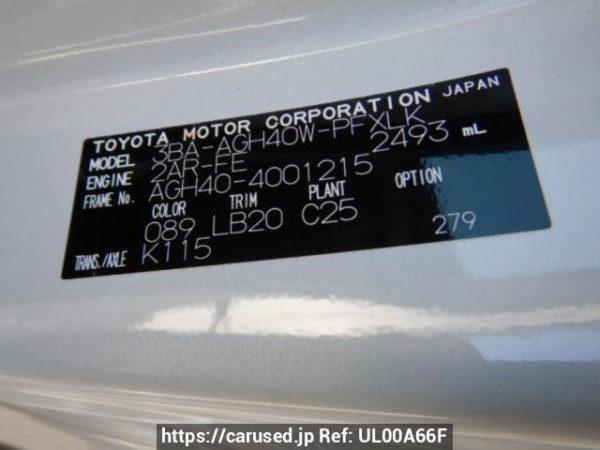 TOYOTA MOTOR CORPORATION JAPAN
MODEL 3BA-AGH40W-PFXLK
ENGINE 2AR-FE 2493 mL
FRAME No. AGH40-4001215
COLOR TRIM PLANT OPTION
089 LB20 C25 279
TRANS./AXLE K115
https://carused.jp Ref: UL00A66F